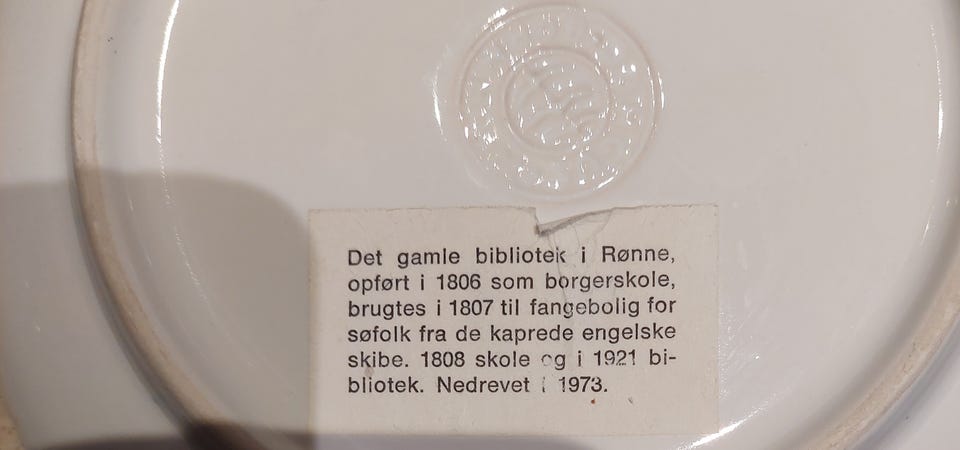 Det gamle bibliotek i Rønne,
opført i 1806 som borgerskole,
brugtes i 1807 til fangebolig for
søfolk fra de kaprede engelske
skibe. 1808 skole og i 1921 bi-
bliotek. Nedrevet i 1973.